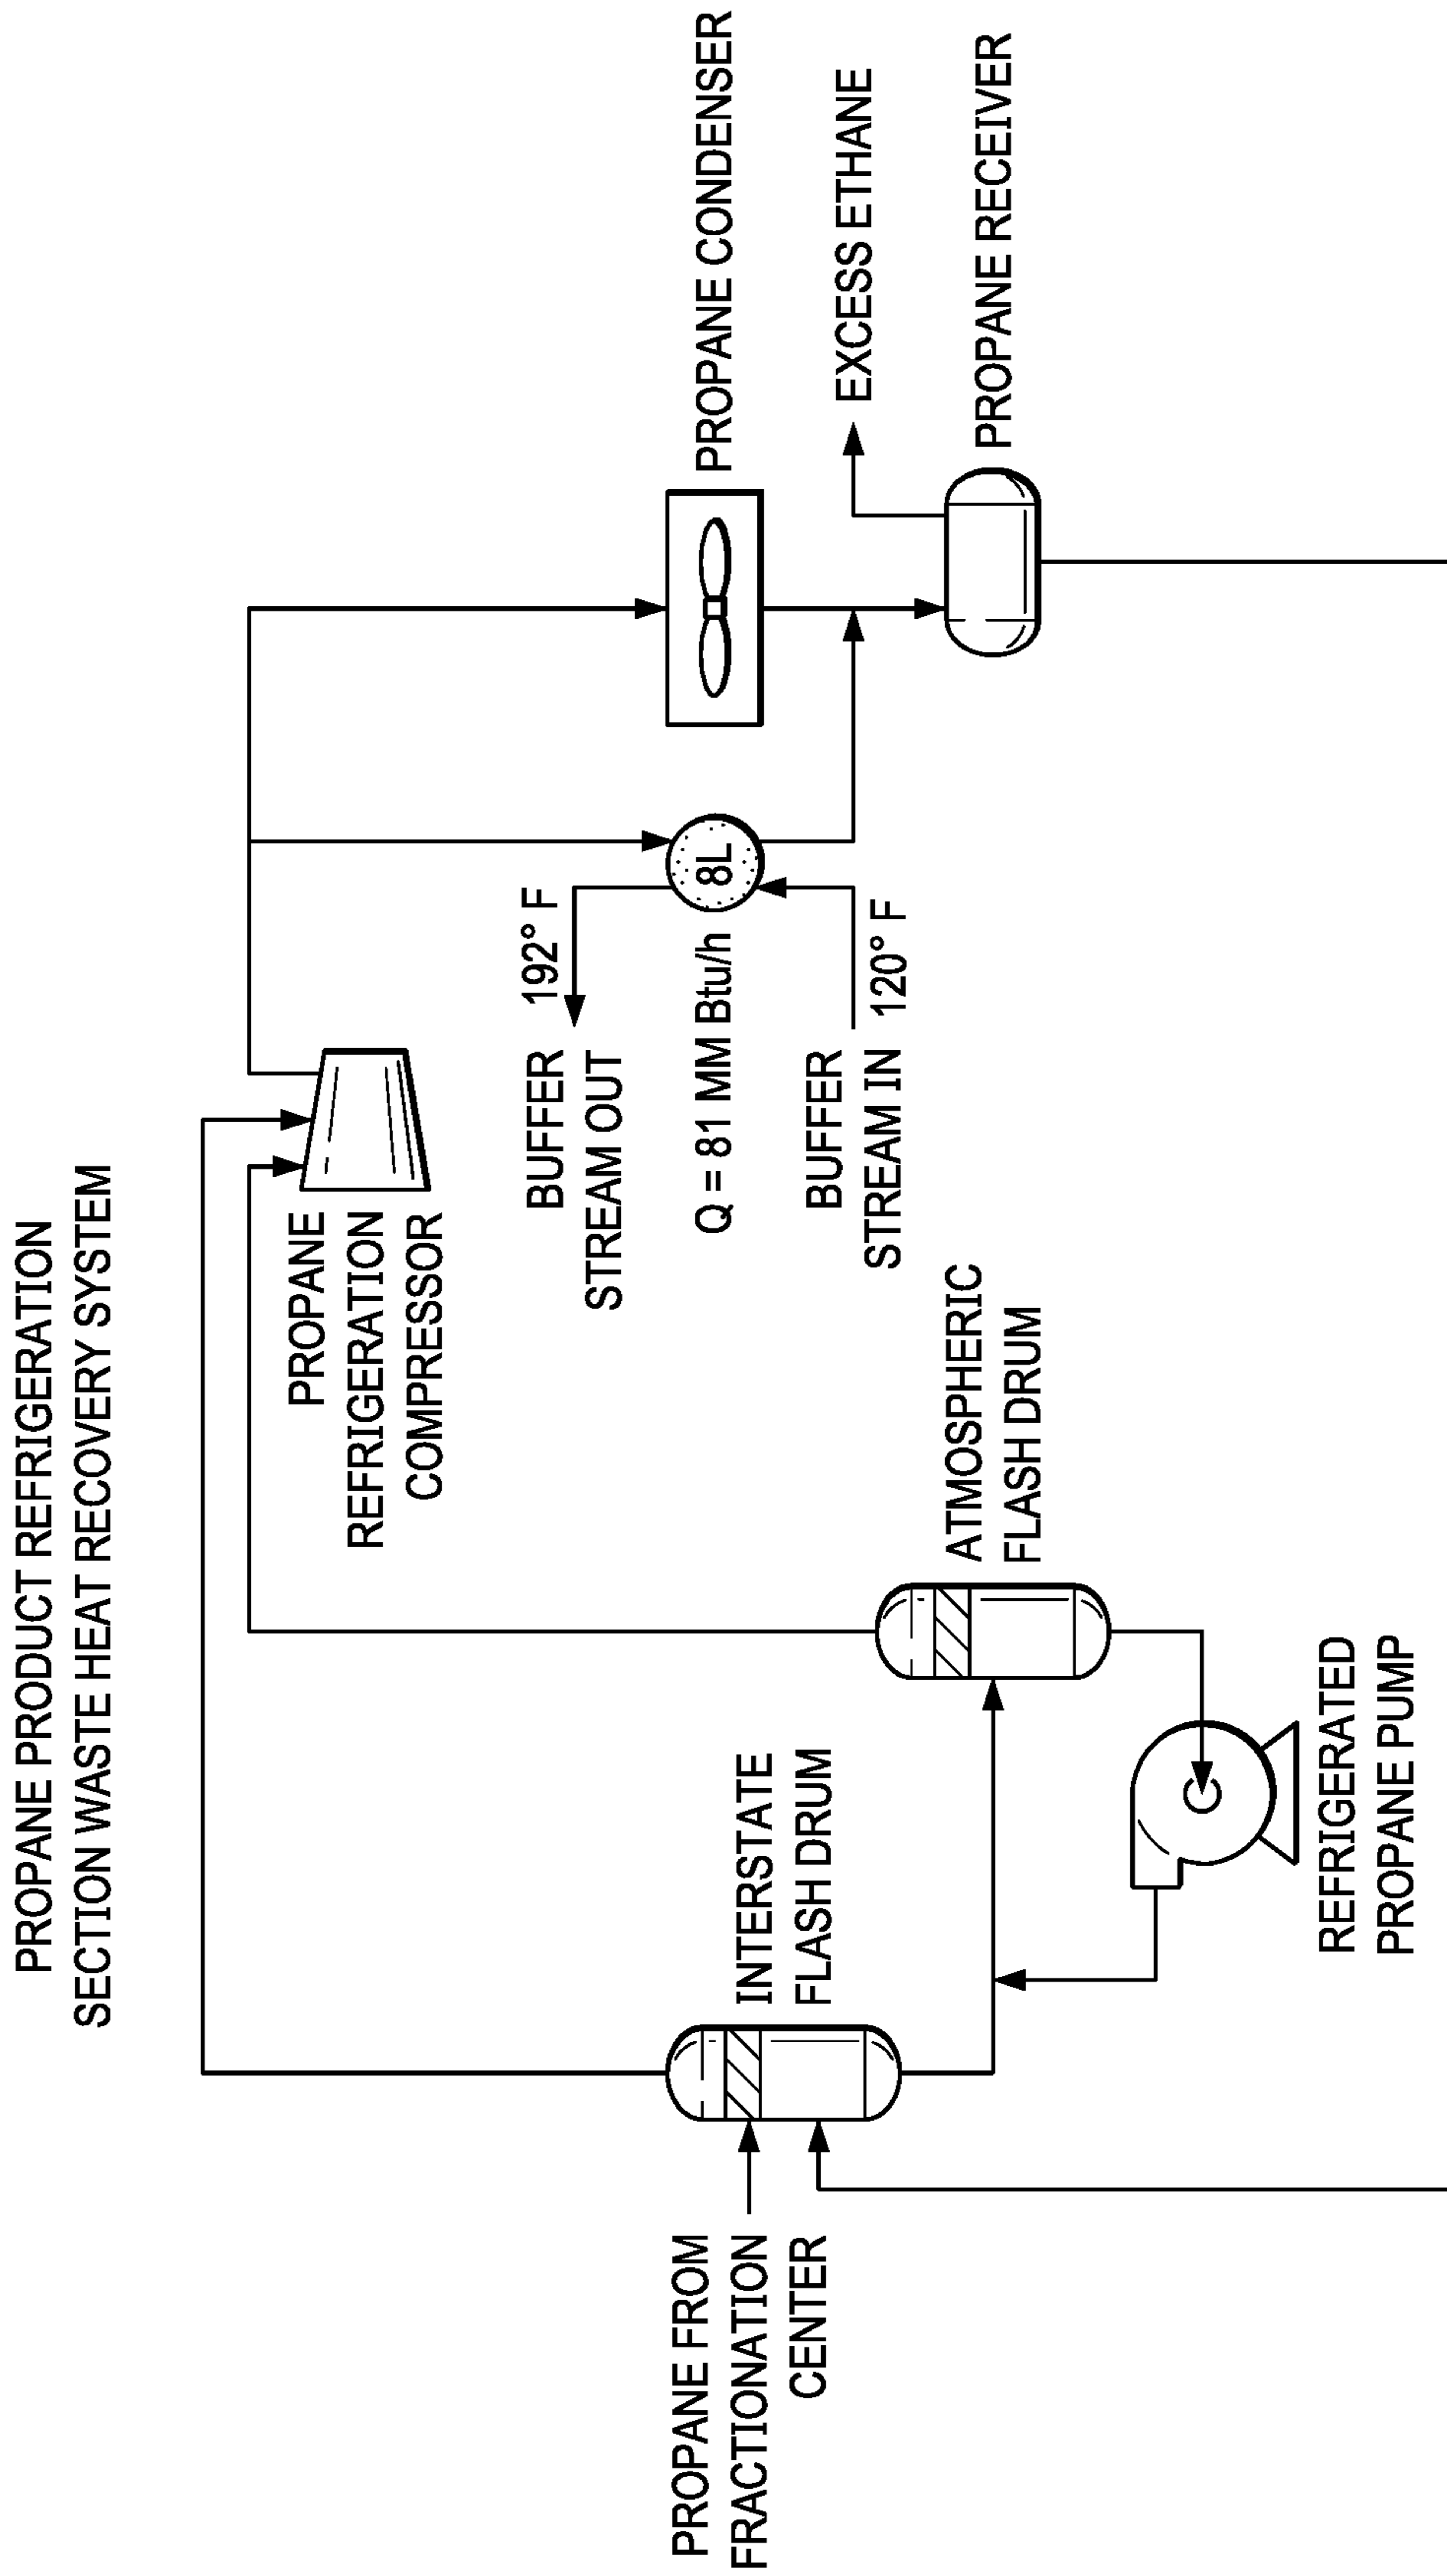 PROPANE PRODUCT REFRIGERATION
SECTION WASTE HEAT RECOVERY SYSTEM
PROPANE
REFRIGERATION
COMPRESSOR
192° F
BUFFER
STREAM OUT
8L
Q = 81 MM Btu/h
BUFFER
STREAM IN
120° F
PROPANE CONDENSER
EXCESS ETHANE
PROPANE RECEIVER
PROPANE FROM
FRACTIONATION
CENTER
INTERSTATE
FLASH DRUM
ATMOSPHERIC
FLASH DRUM
REFRIGERATED
PROPANE PUMP